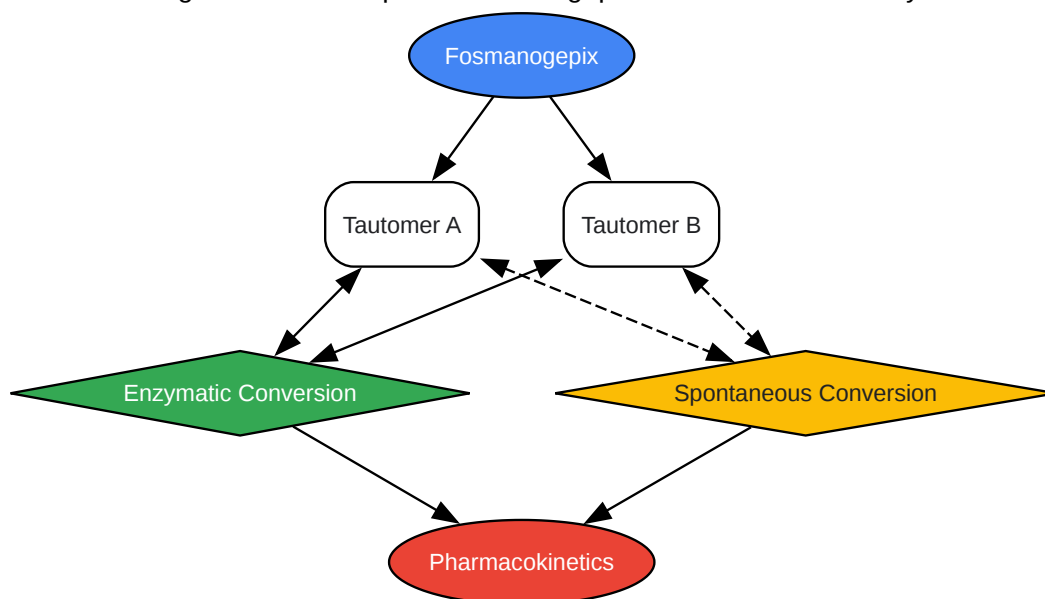 Fosmanogepix
Tautomer A
Tautomer B
Enzymatic Conversion
Spontaneous Conversion
Pharmacokinetics